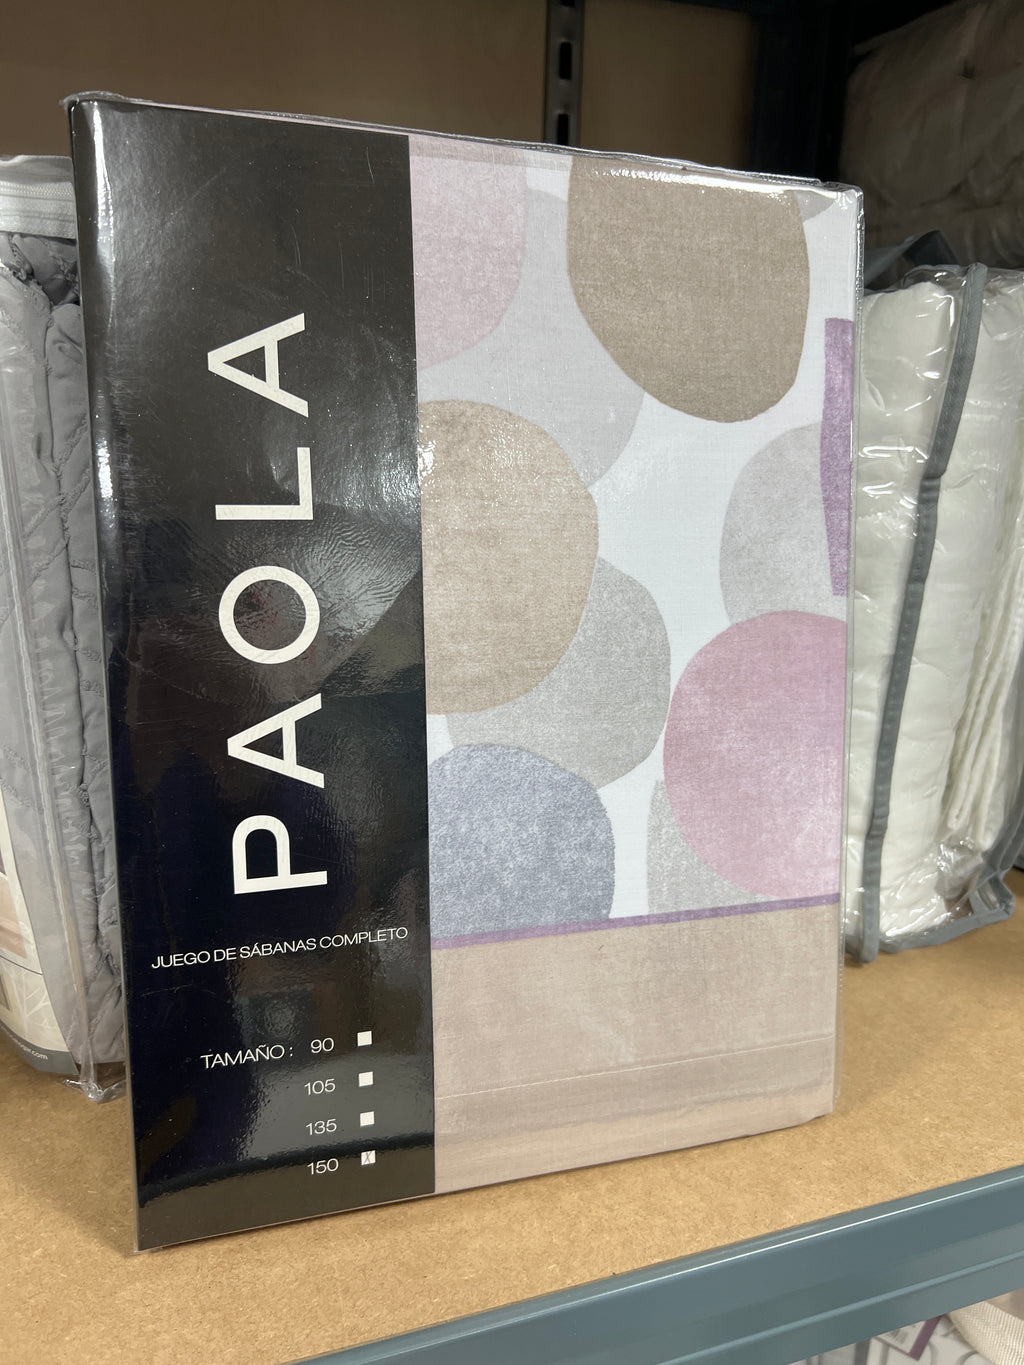 PAOLA
JUEGO DE SÁBANAS COMPLETO
TAMAÑO: 90
105
135
150 X